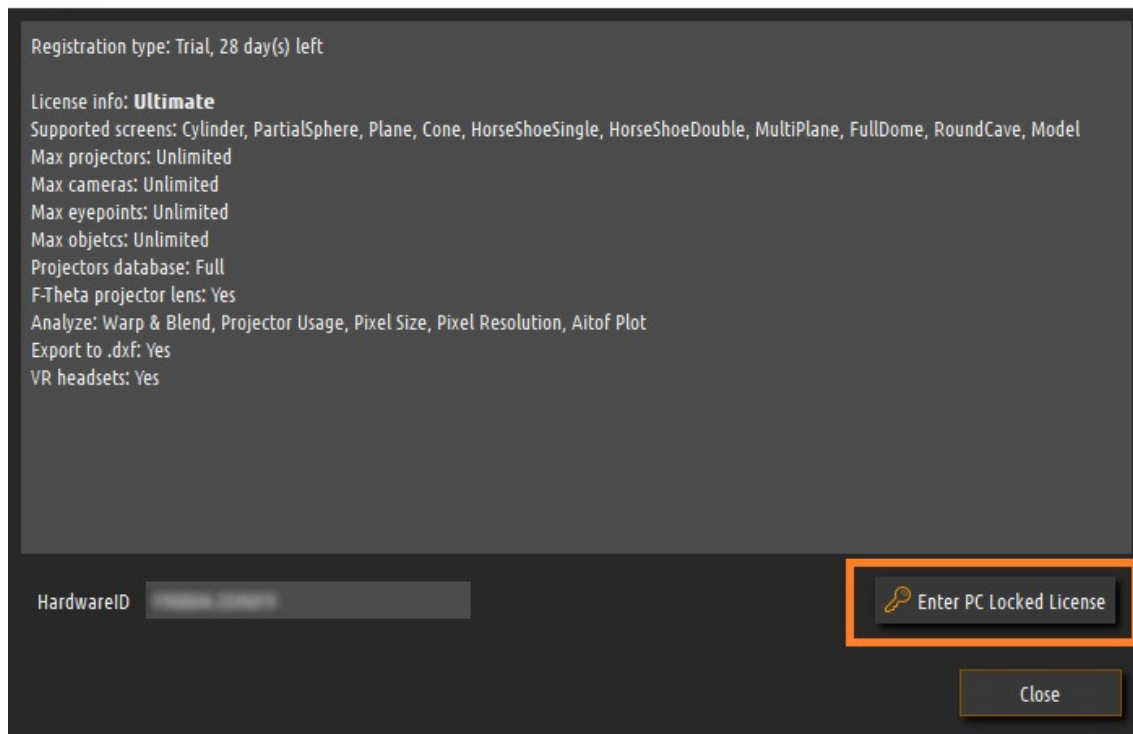 Registration type: Trial, 28 day(s) left
License info: Ultimate
Supported screens: Cylinder, PartialSphere, Plane, Cone, HorseShoeSingle, HorseShoeDouble, MultiPlane, FullDome, RoundCave, Model
Max projectors: Unlimited
Max cameras: Unlimited
Max eyepoints: Unlimited
Max objetcs: Unlimited
Projectors database: Full
F-Theta projector lens: Yes
Analyze: Warp & Blend, Projector Usage, Pixel Size, Pixel Resolution, Aitof Plot
Export to .dxf: Yes
VR headsets: Yes
HardwareID
Enter PC Locked License
Close